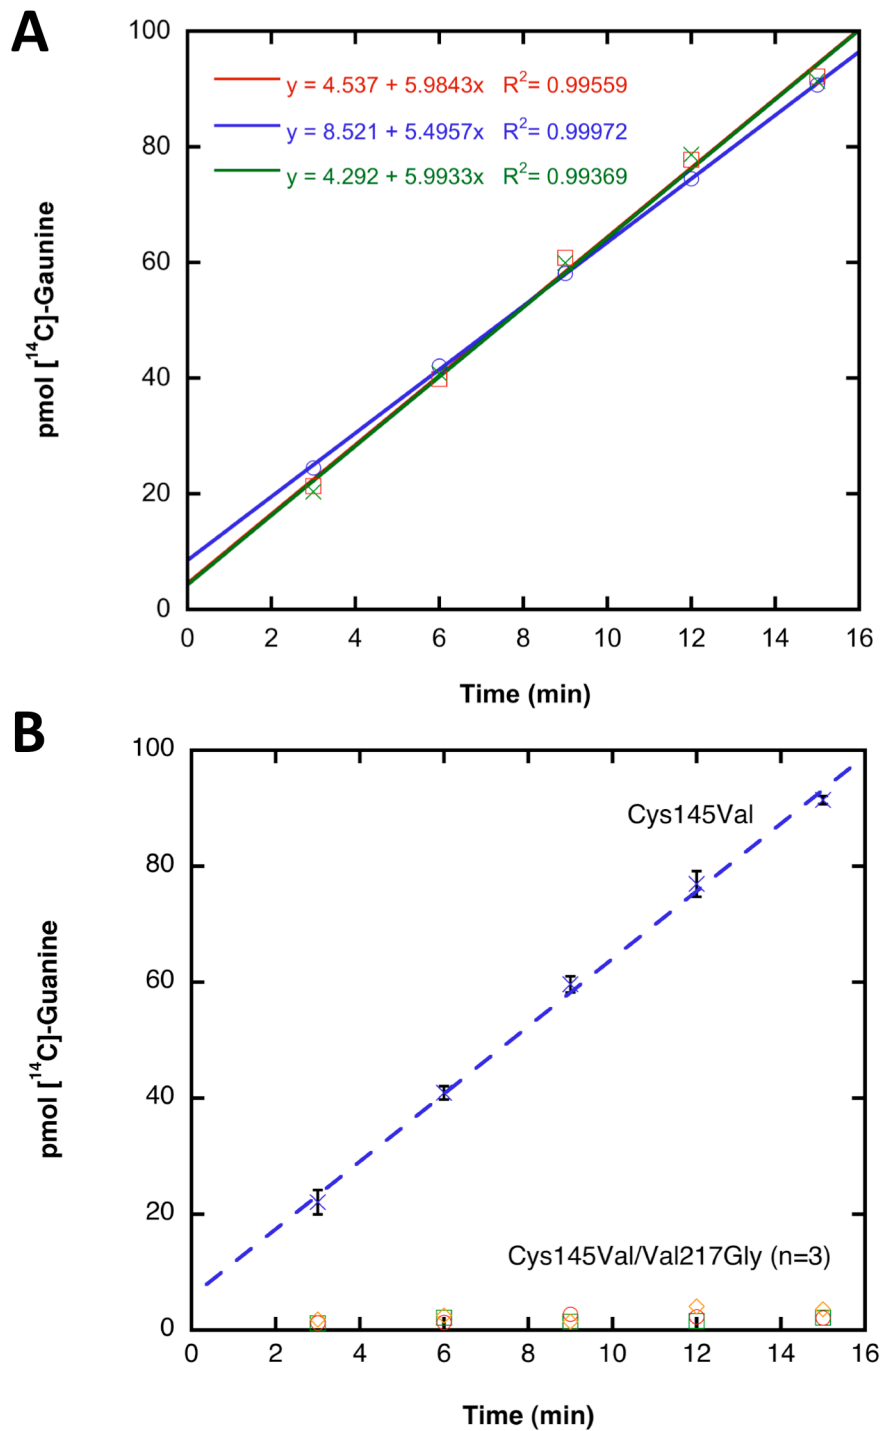 A
100
80
60
40
20
0
y = 4.537 + 5.9843x R²= 0.99559
y = 8.521 + 5.4957x R²= 0.99972
y = 4.292 + 5.9933x R²= 0.99369
pmol [¹⁴C]-Gaunine
0 2 4 6 8 10 12 14 16
Time (min)
B
100
80
60
40
20
0
Cys145Val
Cys145Val/Val217Gly (n=3)
pmol [¹⁴C]-Guanine
0 2 4 6 8 10 12 14 16
Time (min)